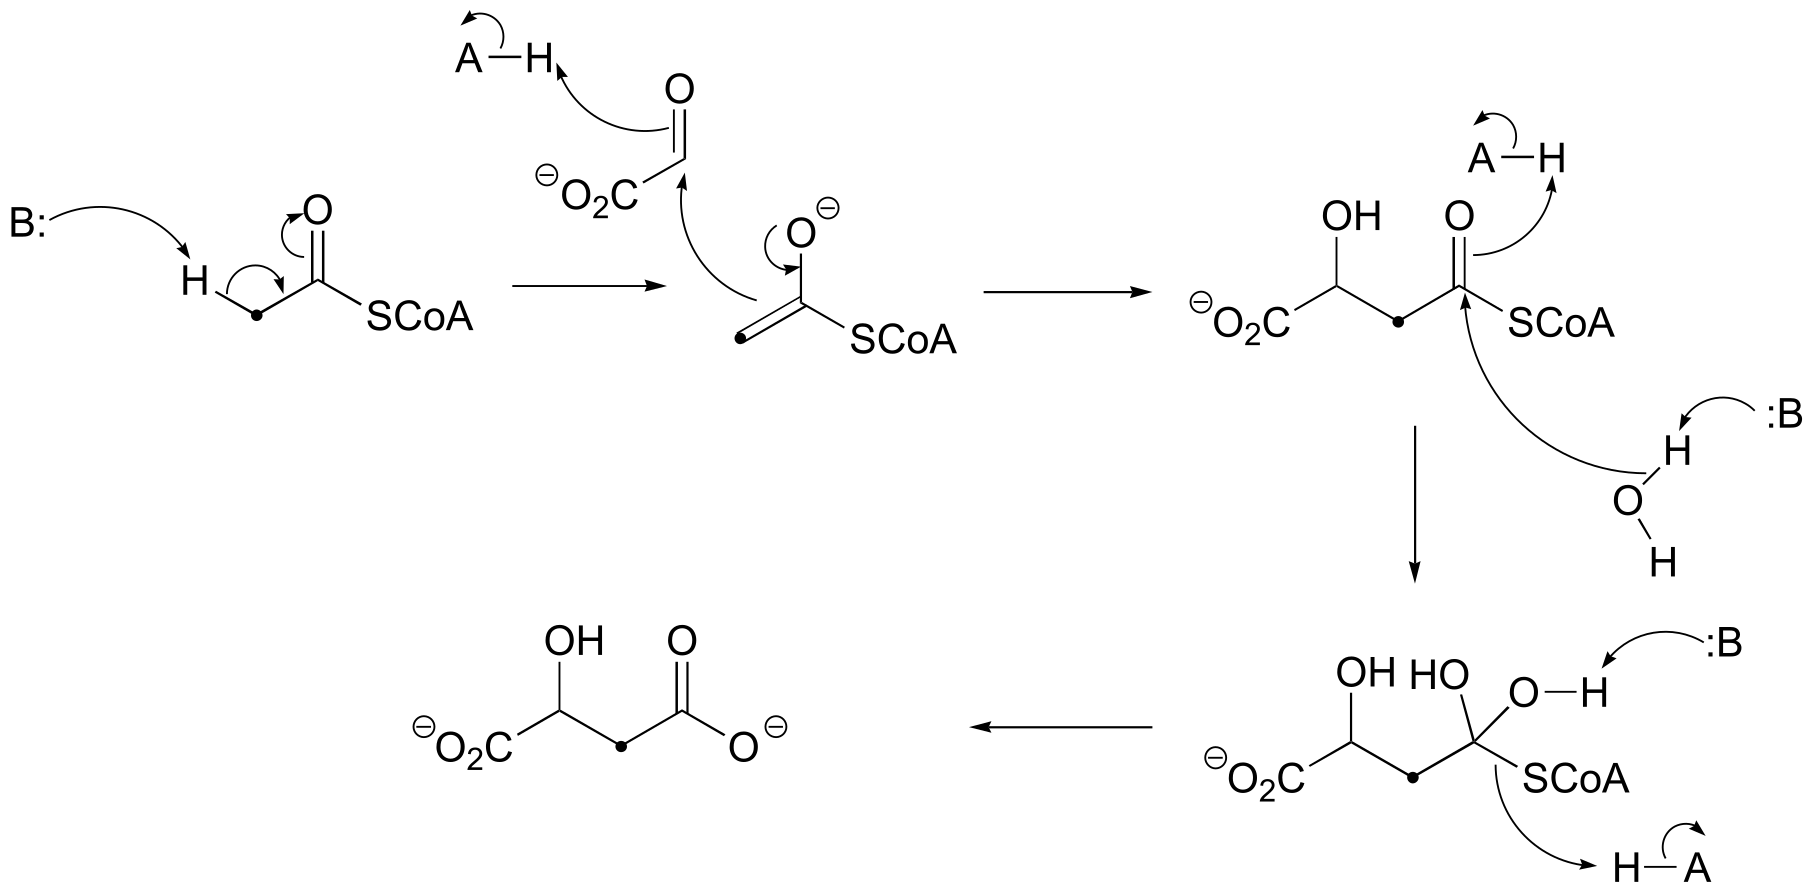 A—H
O
⊖O₂C
B:
H
O
SCoA
O⊖
SCoA
A—H
OH
O
⊖O₂C
SCoA
:B
H
O
H
OH
O
⊖O₂C
O⊖
:B
OH
HO
O—H
⊖O₂C
SCoA
H—A